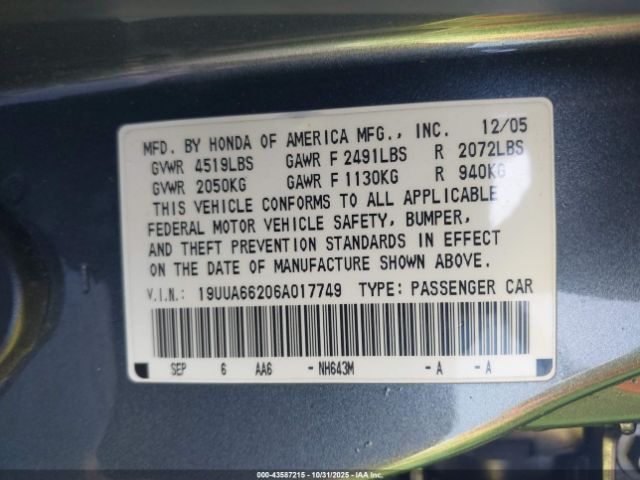 MFD. BY HONDA OF AMERICA MFG., INC. 12/05
GVWR 4519LBS GAWR F 2491LBS R 2072LBS
GVWR 2050KG GAWR F 1130KG R 940KG
THIS VEHICLE CONFORMS TO ALL APPLICABLE
FEDERAL MOTOR VEHICLE SAFETY, BUMPER,
AND THEFT PREVENTION STANDARDS IN EFFECT
ON THE DATE OF MANUFACTURE SHOWN ABOVE.
V.I.N.: 19UUA66206A017749 TYPE: PASSENGER CAR
SEP 6 AA6 - NH643M - A - A
000-43587215 - 10/31/2025 - IAAI.COM